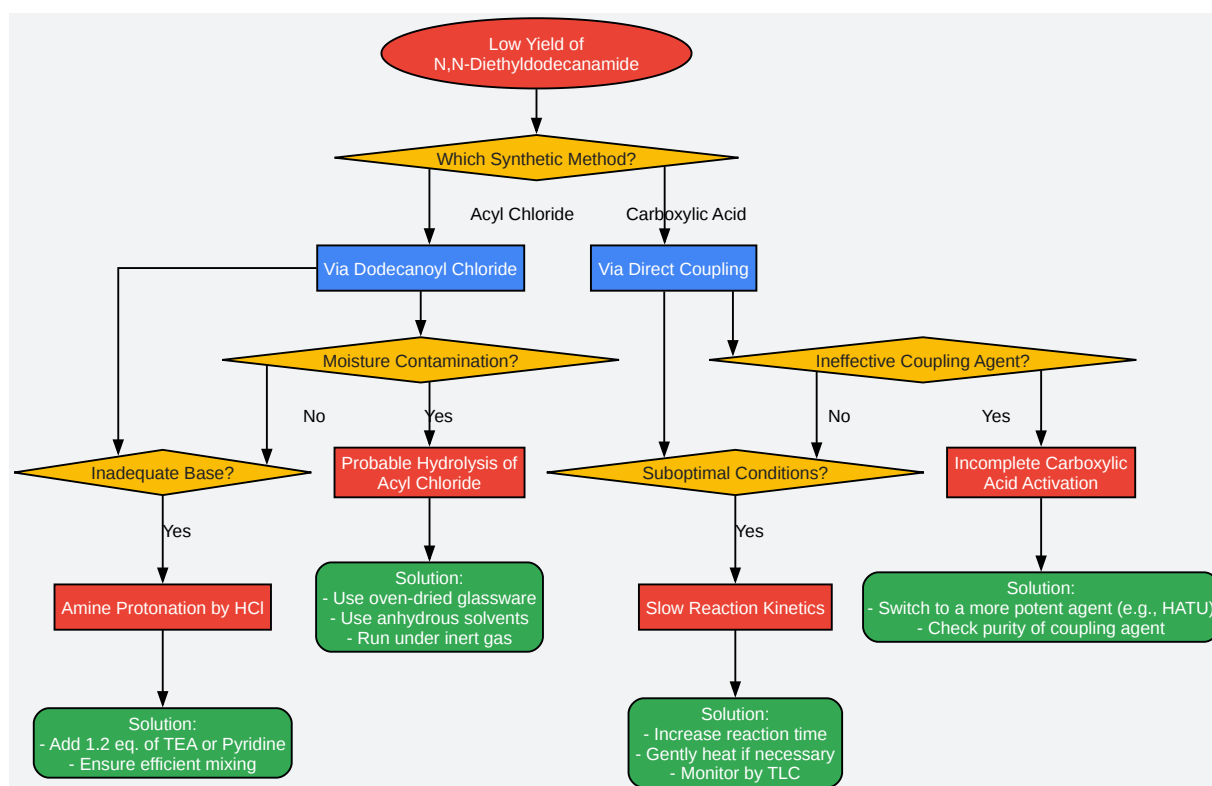 Low Yield of
N,N-Diethyldodecanamide
Which Synthetic Method?
Acyl Chloride
Carboxylic Acid
Via Dodecanoyl Chloride
Via Direct Coupling
Moisture Contamination?
Ineffective Coupling Agent?
No
Yes
No
Yes
Inadequate Base?
Probable Hydrolysis of
Acyl Chloride
Suboptimal Conditions?
Incomplete Carboxylic
Acid Activation
Yes
Yes
Amine Protonation by HCl
Solution:
- Use oven-dried glassware
- Use anhydrous solvents
- Run under inert gas
Slow Reaction Kinetics
Solution:
- Switch to a more potent agent (e.g., HATU)
- Check purity of coupling agent
Solution:
- Add 1.2 eq. of TEA or Pyridine
- Ensure efficient mixing
Solution:
- Increase reaction time
- Gently heat if necessary
- Monitor by TLC